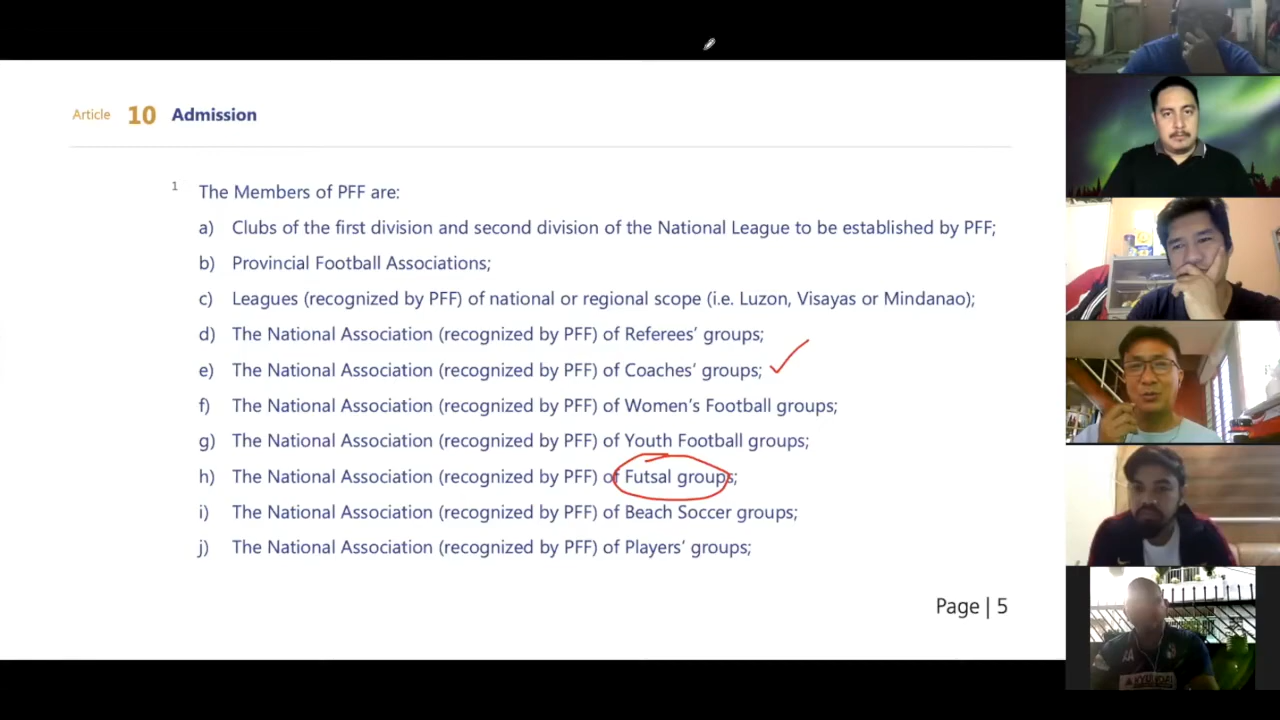 Article 10 Admission
1 The Members of PFF are:
a) Clubs of the first division and second division of the National League to be established by PFF;
b) Provincial Football Associations;
c) Leagues (recognized by PFF) of national or regional scope (i.e. Luzon, Visayas or Mindanao);
d) The National Association (recognized by PFF) of Referees’ groups;
e) The National Association (recognized by PFF) of Coaches’ groups;
f) The National Association (recognized by PFF) of Women’s Football groups;
g) The National Association (recognized by PFF) of Youth Football groups;
h) The National Association (recognized by PFF) of Futsal groups;
i) The National Association (recognized by PFF) of Beach Soccer groups;
j) The National Association (recognized by PFF) of Players’ groups;
Page | 5